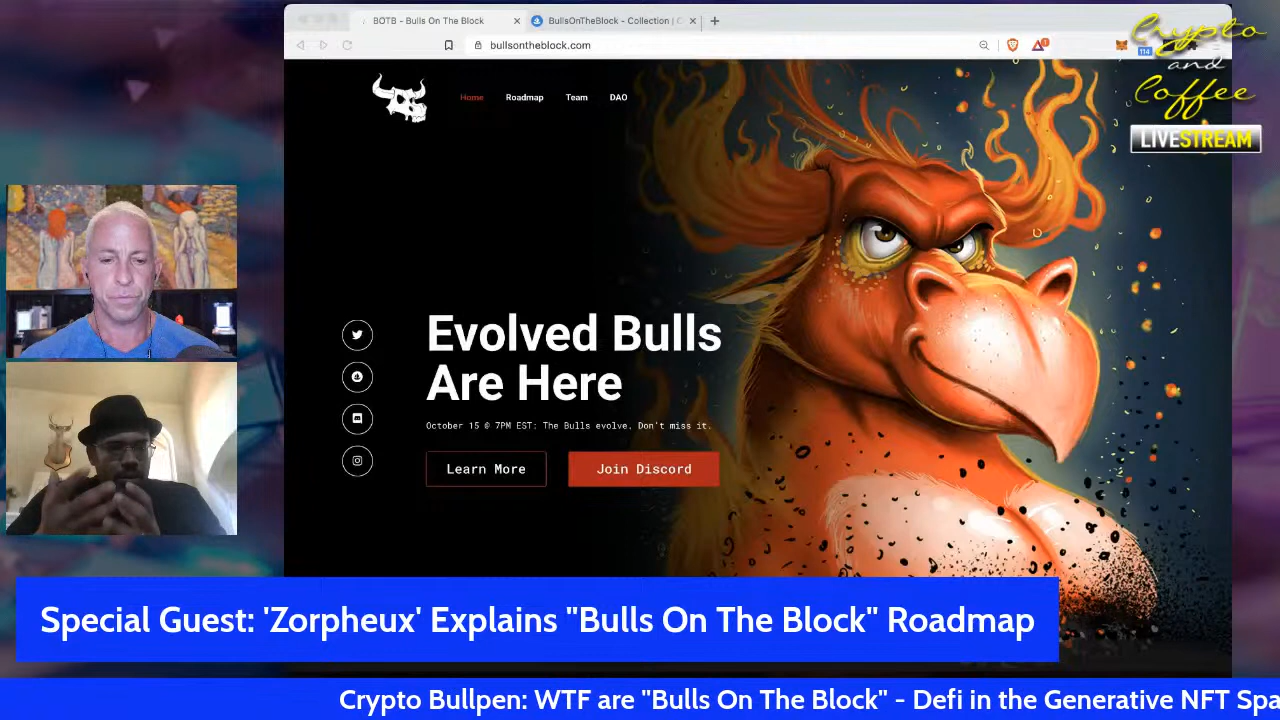 BOTB - Bulls On The Block
BullsOnTheBlock - Collection |
bullsontheblock.com
1
114
Crypto
and
Coffee
LIVESTREAM
Home
Roadmap
Team
DAO
Evolved Bulls
Are Here
October 15 @ 7PM EST: The Bulls evolve. Don't miss it.
Learn More
Join Discord
Special Guest: 'Zorpheux' Explains "Bulls On The Block" Roadmap
Crypto Bullpen: WTF are "Bulls On The Block" - Defi in the Generative NFT Spa